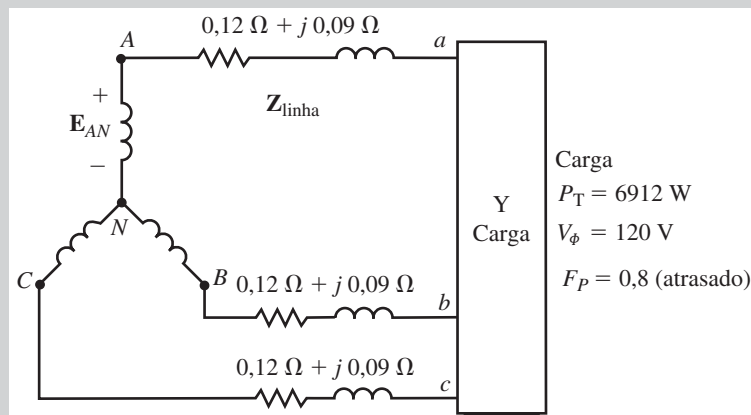 0,12 Ω + j 0,09 Ω
A
a
+
E_AN
−
Z_linha
N
C
B
Y
Carga
Carga
P_T = 6912 W
V_ϕ = 120 V
F_P = 0,8 (atrasado)
0,12 Ω + j 0,09 Ω
b
0,12 Ω + j 0,09 Ω
c